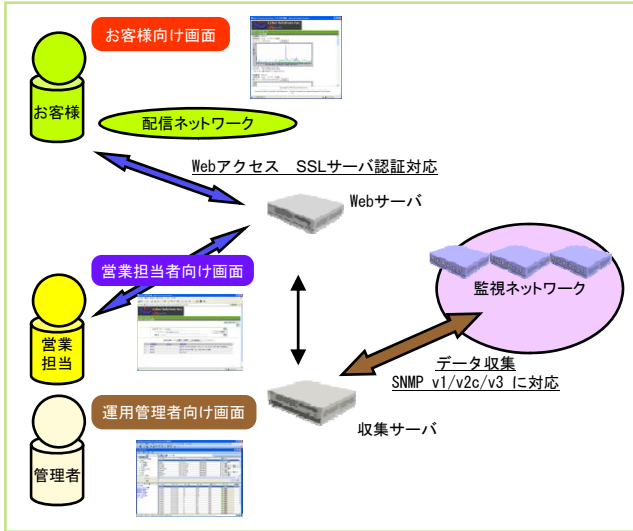 お客様向け画面
お客様
配信ネットワーク
Webアクセス　SSLサーバ認証対応
Webサーバ
営業担当者向け画面
監視ネットワーク
営業
担当
データ収集
SNMP v1/v2c/v3 に対応
運用管理者向け画面
収集サーバ
管理者